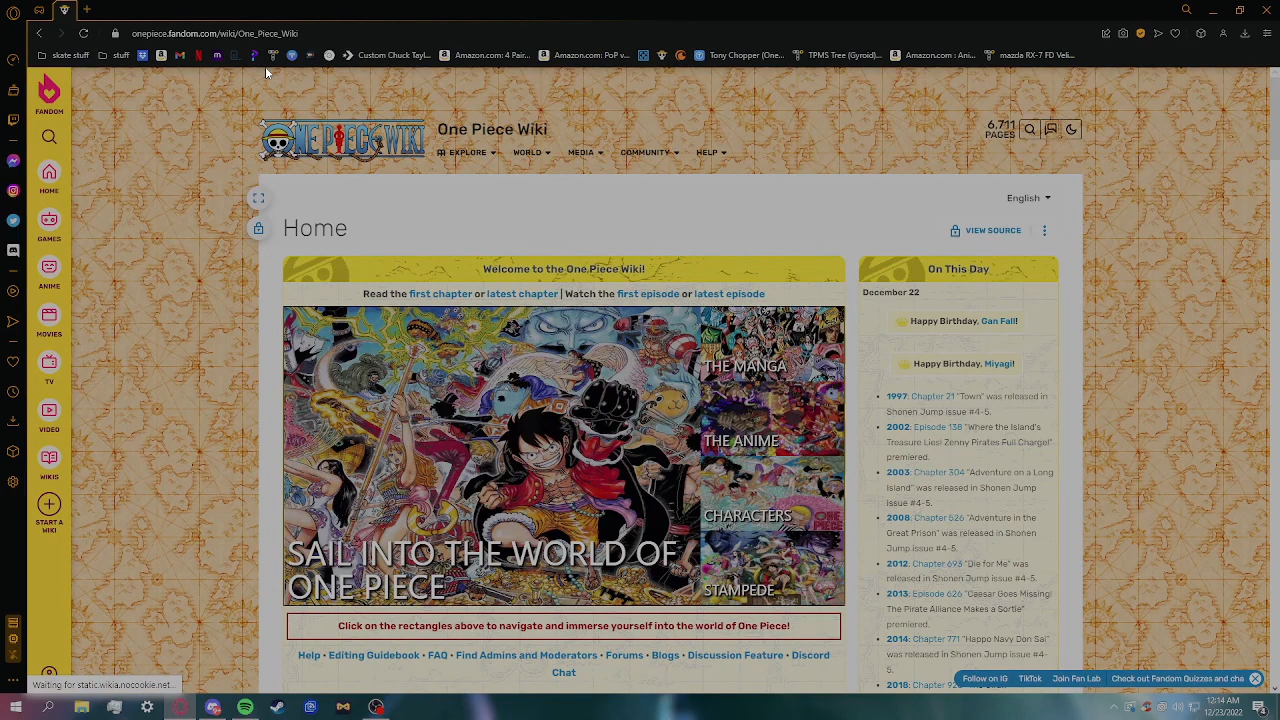 onepiece.fandom.com/wiki/One_Piece_Wiki
skate stuff
stuff
Custom Chuck Tayl...
Amazon.com: 4 Pair...
Amazon.com: POP v...
Tony Chopper (One...
TPMS Tree (Gyroid)...
Amazon.com : Ani...
mazda RX-7 FD Veli...
FANDOM
HOME
GAMES
ANIME
MOVIES
TV
VIDEO
WIKIS
START A
WIKI
ONE PIECE WIKI
One Piece Wiki
6,711
PAGES
EXPLORE
WORLD
MEDIA
COMMUNITY
HELP
English
Home
VIEW SOURCE
Welcome to the One Piece Wiki!
Read the first chapter or latest chapter | Watch the first episode or latest episode
THE MANGA
THE ANIME
CHARACTERS
ONE
PIECE
STAMPEDE
SAIL INTO THE WORLD OF
ONE PIECE
Click on the rectangles above to navigate and immerse yourself into the world of One Piece!
Help • Editing Guidebook • FAQ • Find Admins and Moderators • Forums • Blogs • Discussion Feature • Discord
Chat
On This Day
December 22
Happy Birthday, Gan Fall!
Happy Birthday, Miyagi!
1997: Chapter 21 "Town" was released in
Shonen Jump issue #4-5.
2002: Episode 138 "Where the Island's
Treasure Lies! Zenny Pirates Full Charge!"
premiered.
2003: Chapter 304 "Adventure on a Long
Island" was released in Shonen Jump
issue #4-5.
2008: Chapter 526 "Adventure in the
Great Prison" was released in Shonen
Jump issue #4-5.
2012: Chapter 693 "Die for Me" was
released in Shonen Jump issue #4-5.
2013: Episode 626 "Caesar Goes Missing!
The Pirate Alliance Makes a Sortie"
premiered.
2014: Chapter 771 "Happo Navy Don Sai"
was released in Shonen Jump issue #4-
5.
2018: Chapter
Follow on IG
TikTok
Join Fan Lab
Check out Fandom Quizzes and cha
Waiting for static.wikia.nocookie.net...
12:14 AM
12/23/2022
4